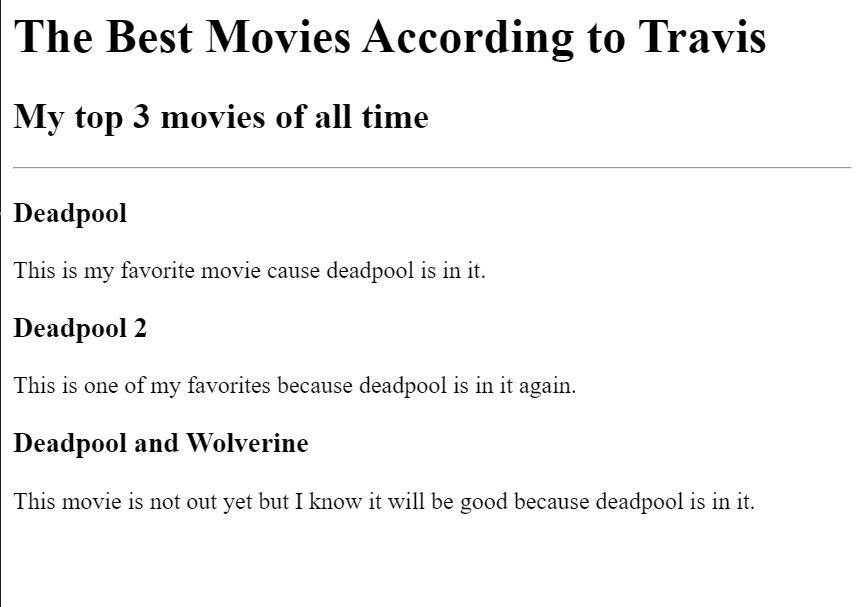 The Best Movies According to Travis
My top 3 movies of all time
Deadpool
This is my favorite movie cause deadpool is in it.
Deadpool 2
This is one of my favorites because deadpool is in it again.
Deadpool and Wolverine
This movie is not out yet but I know it will be good because deadpool is in it.